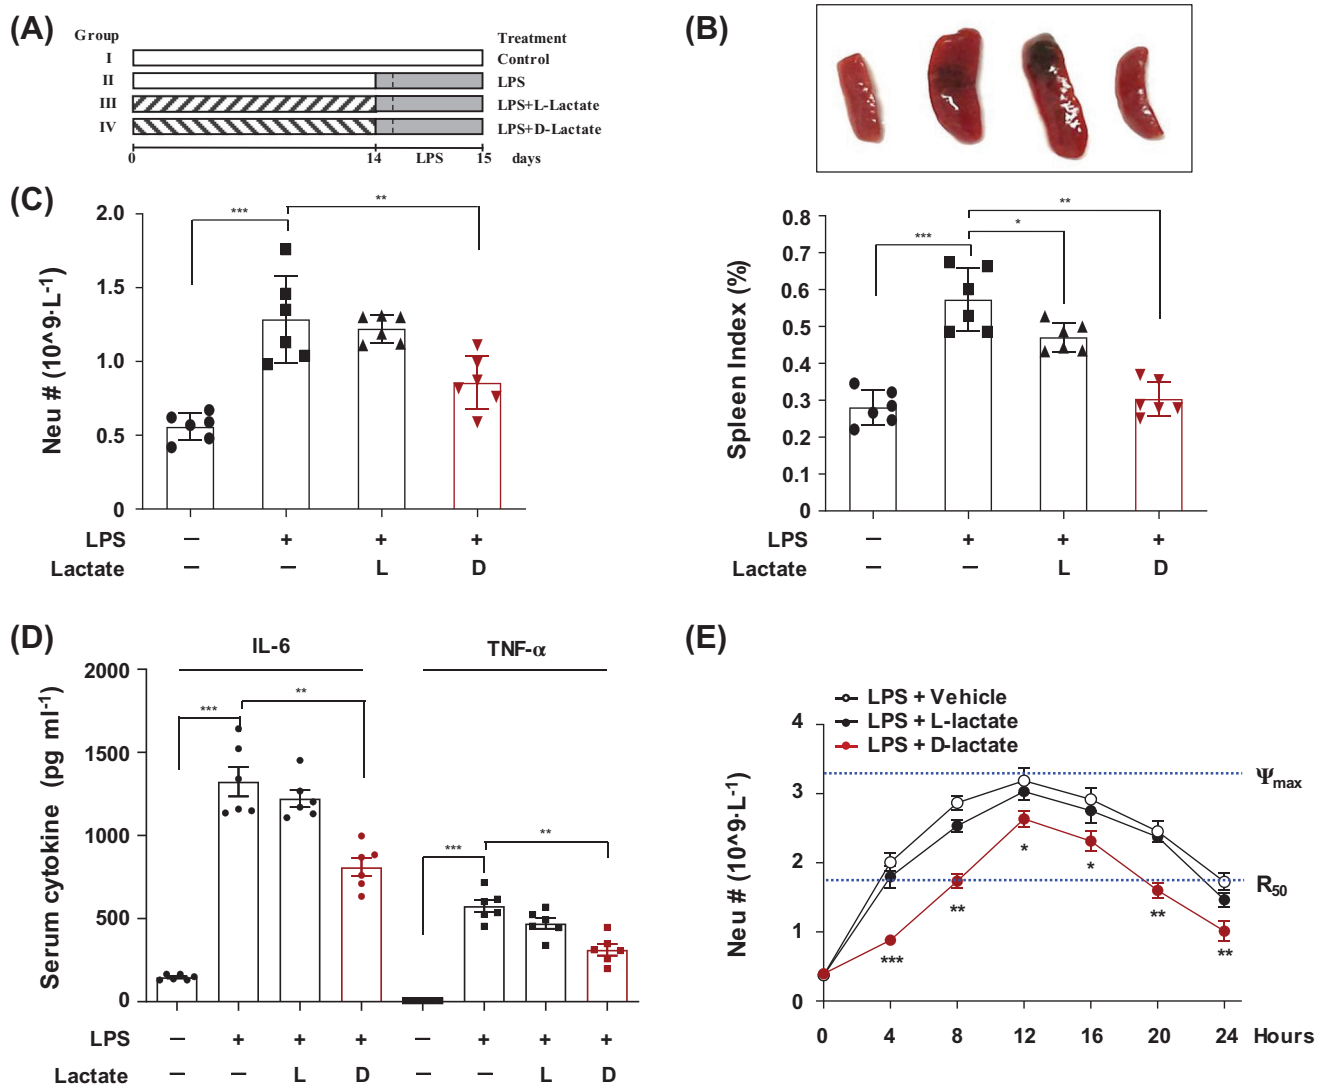 (A)
Group
Treatment
I
Control
II
LPS
III
LPS+L-Lactate
IV
LPS+D-Lactate
0
14
LPS
15
days
(B)
0.8
0.7
0.6
0.5
0.4
0.3
0.2
0.1
0
Spleen Index (%)
***
*
**
LPS
— + + +
Lactate
— — L D
(C)
2.0
1.5
1.0
0.5
0
Neu # (10^9·L-1)
***
**
LPS
— + + +
Lactate
— — L D
(D)
IL-6
TNF-α
2000
1500
1000
500
0
Serum cytokine (pg ml-1)
***
**
***
**
LPS
— + + + — + + +
Lactate
— — L D — — L D
(E)
LPS + Vehicle
LPS + L-lactate
LPS + D-lactate
4
3
2
1
0
Neu # (10^9·L-1)
Ψmax
R50
***
**
*
*
**
**
0 4 8 12 16 20 24 Hours